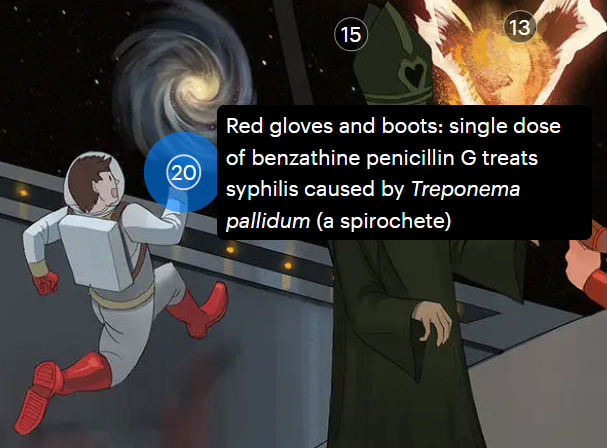 15
13
20
Red gloves and boots: single dose
of benzathine penicillin G treats
syphilis caused by Treponema
pallidum (a spirochete)